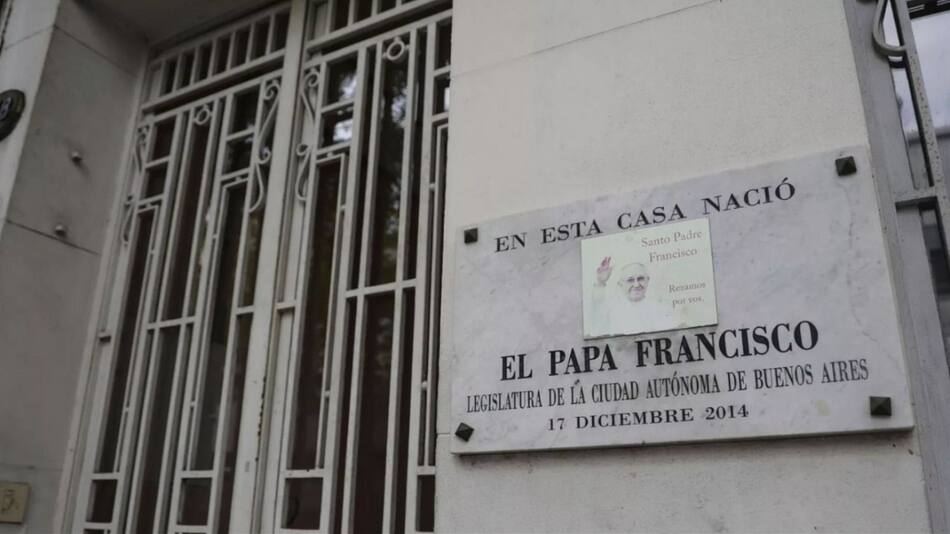 EN ESTA CASA NACIÓ
Santo Padre
Francisco
Rezamos
por vos.
EL PAPA FRANCISCO
LEGISLATURA DE LA CIUDAD AUTÓNOMA DE BUENOS AIRES
17 DICIEMBRE 2014